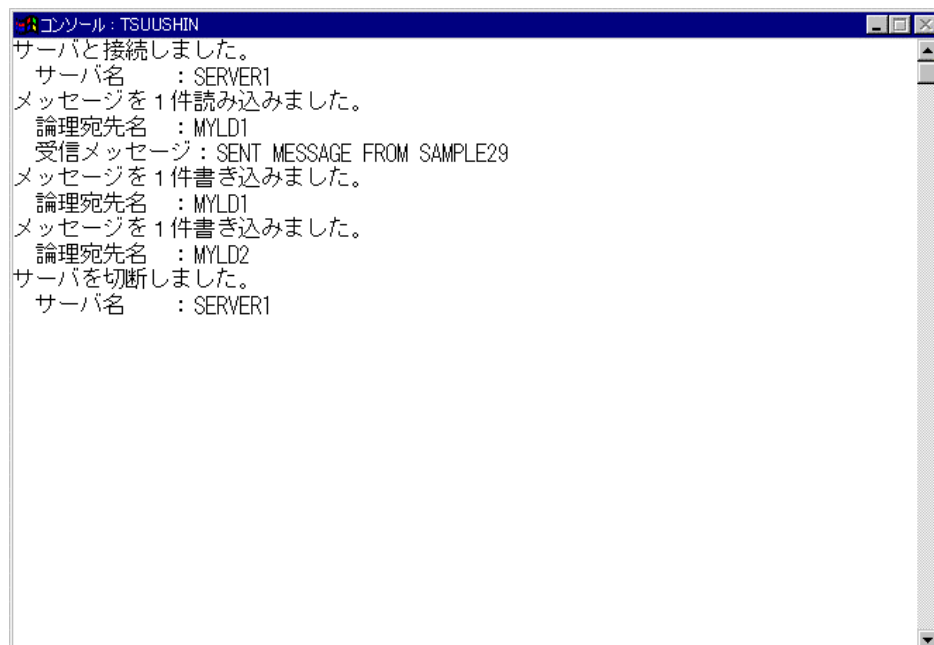 コンソール：TSUUSHIN
サーバと接続しました。
サーバ名　　：SERVER1
メッセージを１件読み込みました。
論理宛先名　：MYLD1
受信メッセージ：SENT MESSAGE FROM SAMPLE29
メッセージを１件書き込みました。
論理宛先名　：MYLD1
メッセージを１件書き込みました。
論理宛先名　：MYLD2
サーバを切断しました。
サーバ名　　：SERVER1